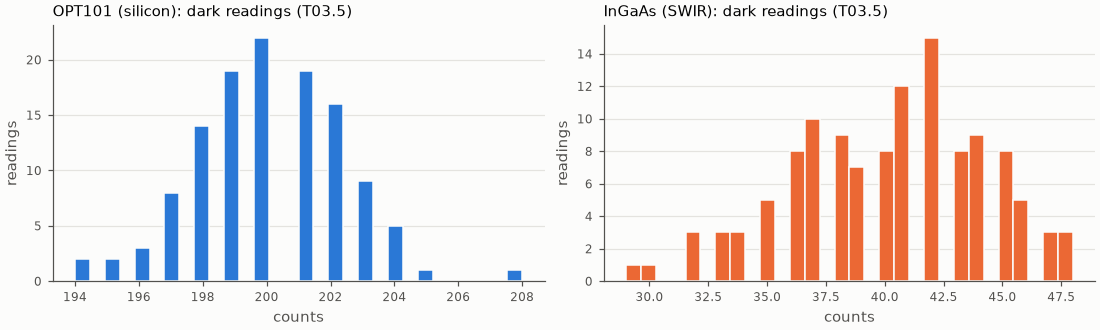 OPT101 (silicon): dark readings (T03.5)
readings
20
15
10
5
0
194 196 198 200 202 204 206 208
counts
InGaAs (SWIR): dark readings (T03.5)
readings
14
12
10
8
6
4
2
0
30.0 32.5 35.0 37.5 40.0 42.5 45.0 47.5
counts